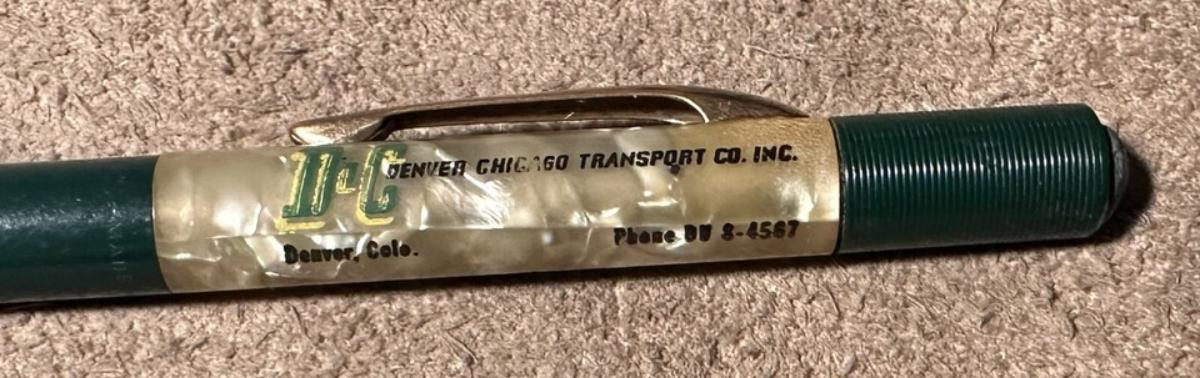 D-C DENVER CHICAGO TRANSPORT CO. INC.
Denver, Colo. Phone DU 8-4567